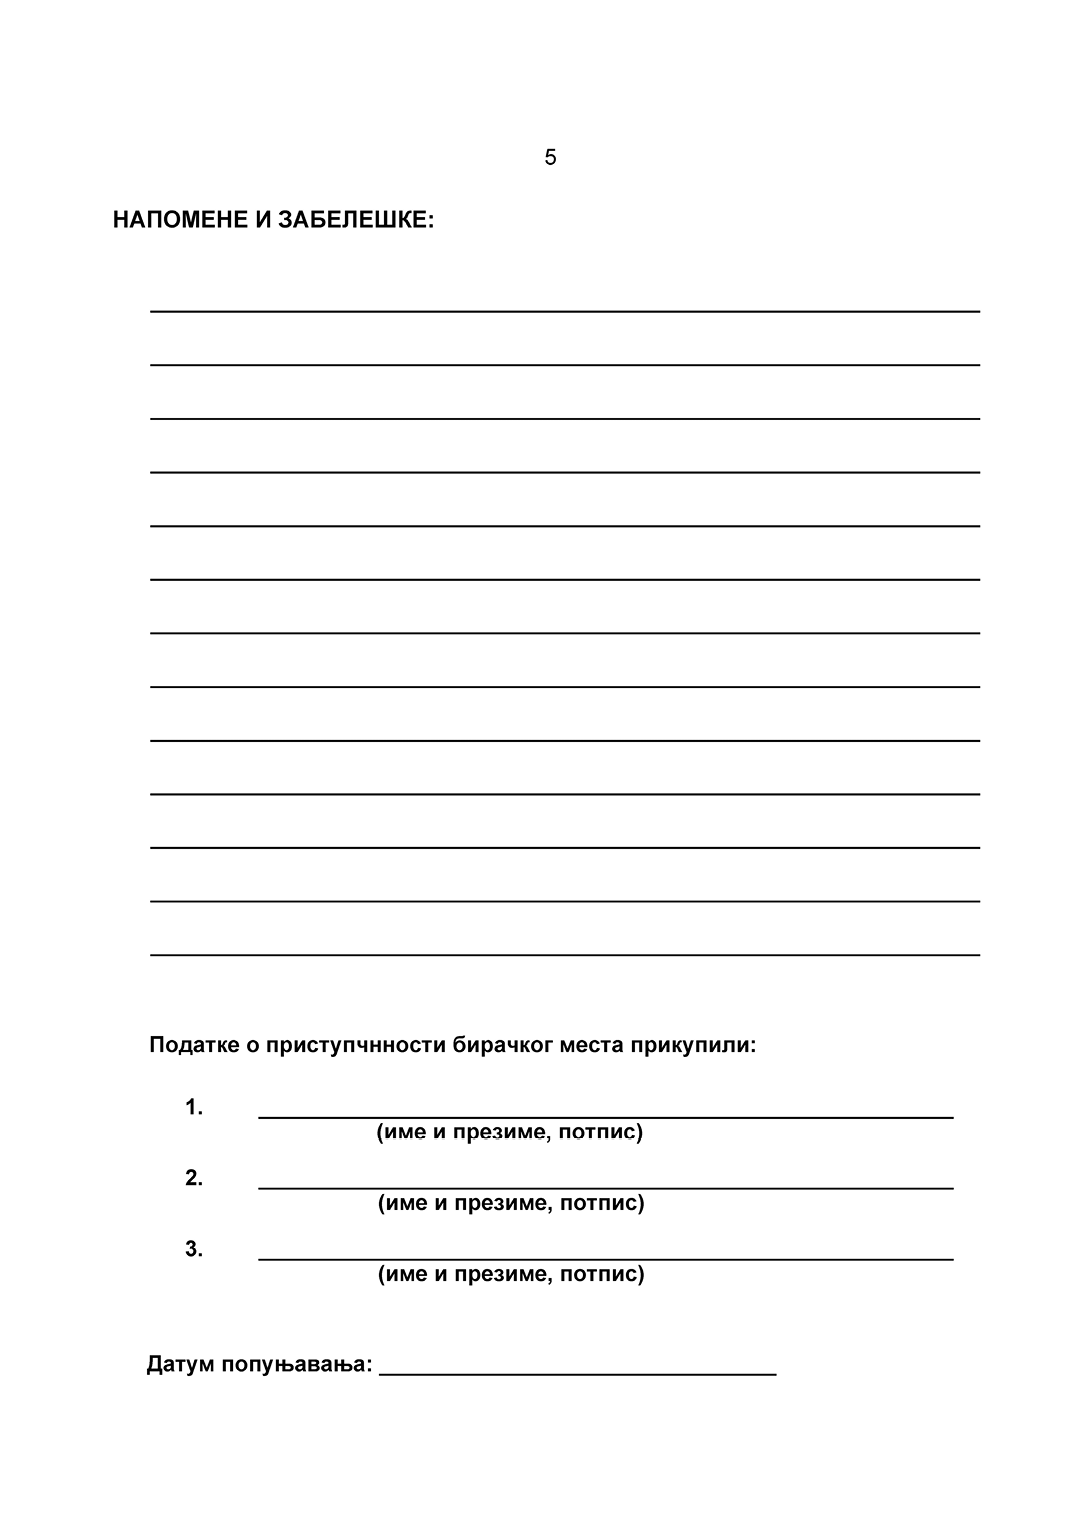 5
НАПОМЕНЕ И ЗАБЕЛЕШКЕ:
Податке о приступчнности бирачког места прикупили:
1.
(име и презиме, потпис)
2.
(име и презиме, потпис)
3.
(име и презиме, потпис)
Датум попуњавања: